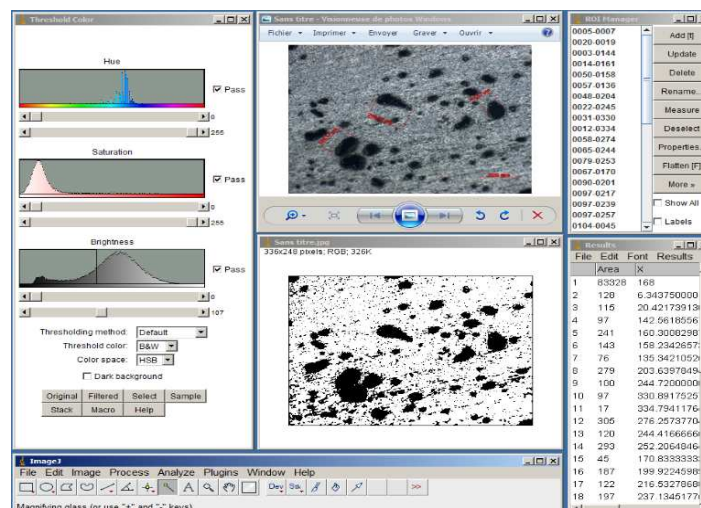 Threshold Color
Hue
Pass
0
255
Saturation
Pass
0
255
Brightness
Pass
0
107
Thresholding method: Default
Threshold color: B&W
Color space: HSB
Dark background
Original Filtered Select Sample
Stack Macro Help
Sans titre - Visionneuse de photos Windows
Fichier Imprimer Envoyer Graver Ouvrir
Sans titre.jpg
336x248 pixels; RGB; 326K
ROI Manager
0005-0007
0020-0019
0003-0144
0014-0161
0050-0158
0057-0136
0048-0204
0022-0245
0031-0330
0012-0334
0058-0274
0065-0244
0079-0253
0067-0170
0090-0201
0097-0217
0097-0239
0097-0257
0104-0045
Add [t]
Update
Delete
Rename...
Measure
Deselect
Properties...
Flatten [F]
More »
Show All
Labels
Results
File Edit Font Results
Area X
1 83328 168
2 128 6.343750000
3 115 20.42173913
4 97 142.5618556
5 241 160.3008298
6 143 158.2342657
7 76 135.3421052
8 279 203.6397849
9 100 244.7200000
10 97 330.8917525
11 17 334.7941176
12 305 276.2573770
13 120 244.4166666
14 293 252.2064846
15 45 170.8333333
16 187 199.9224598
17 122 216.5327868
18 197 237.1345177
ImageJ
File Edit Image Process Analyze Plugins Window Help
Dev Stk >>
Magnifying glass (or use "+" and "-" keys)